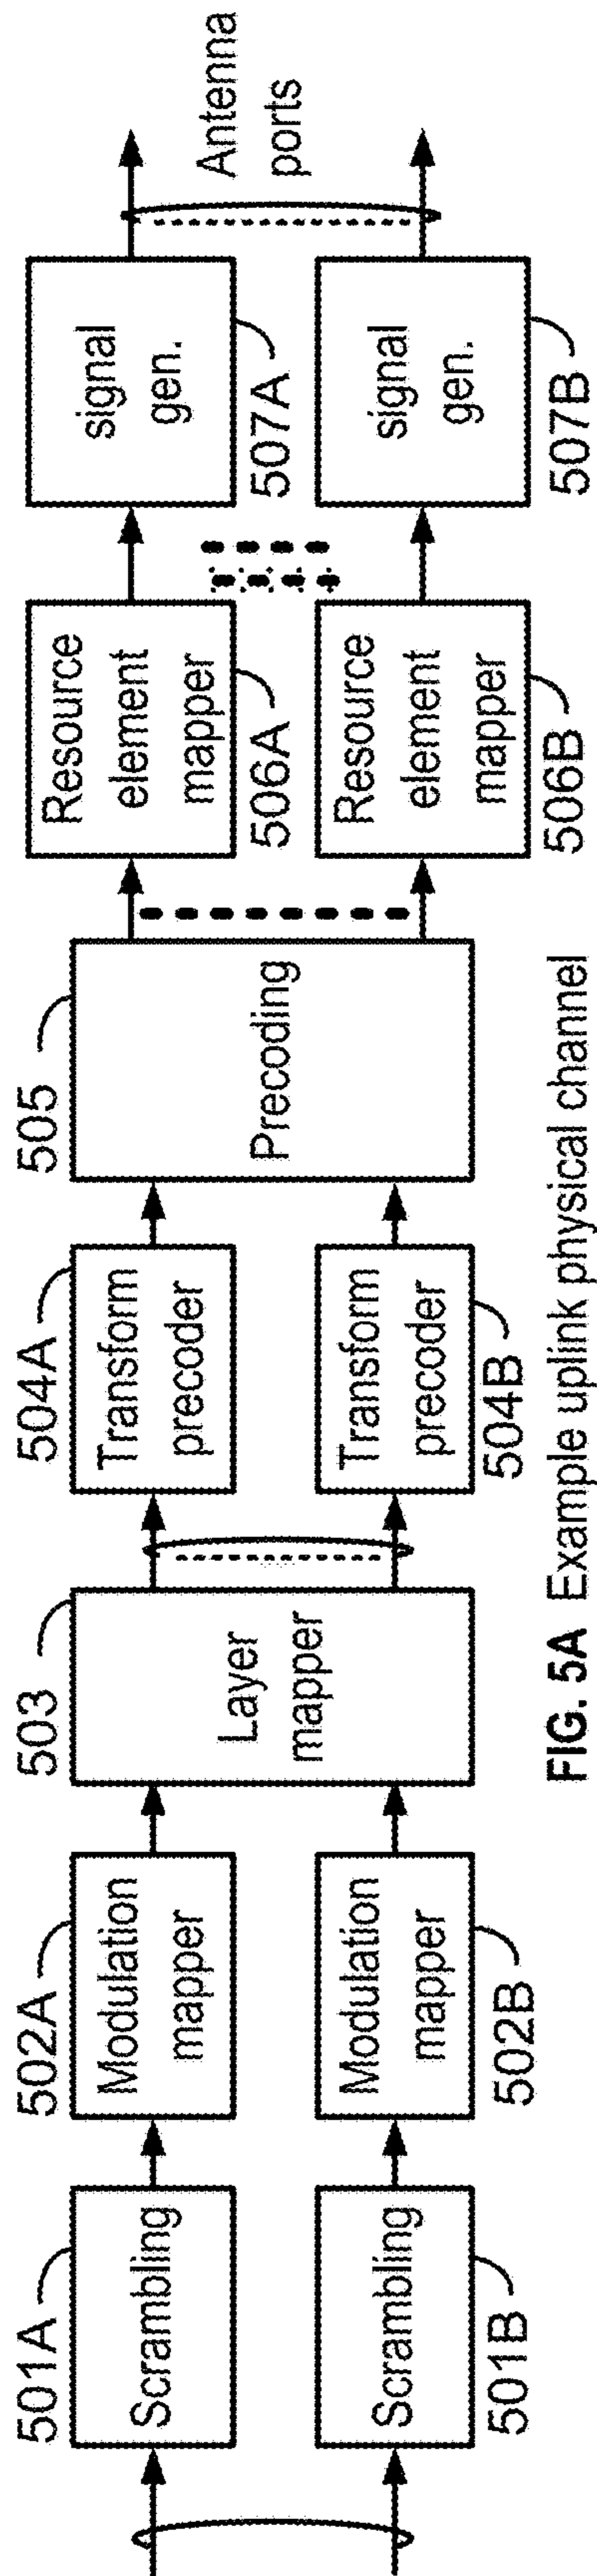 501A
Scrambling
501B
Scrambling
502A
Modulation
mapper
502B
Modulation
mapper
503
Layer
mapper
504A
Transform
precoder
504B
Transform
precoder
505
Precoding
506A
Resource
element
mapper
506B
Resource
element
mapper
507A
signal
gen.
507B
signal
gen.
Antenna
ports
FIG. 5A Example uplink physical channel